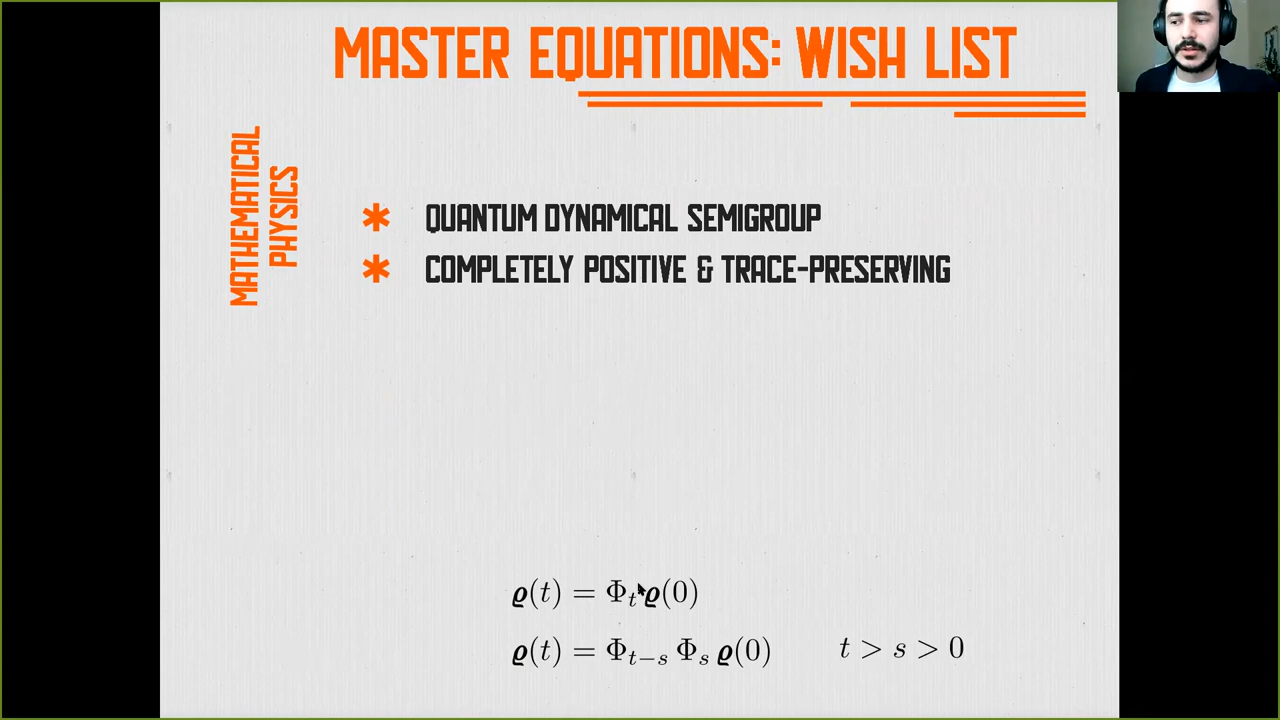 MASTER EQUATIONS: WISH LIST
MATHEMATICAL
PHYSICS
* QUANTUM DYNAMICAL SEMIGROUP
* COMPLETELY POSITIVE & TRACE-PRESERVING
ϱ(t) = Φ_t ϱ(0)
ϱ(t) = Φ_{t−s} Φ_s ϱ(0) t > s > 0